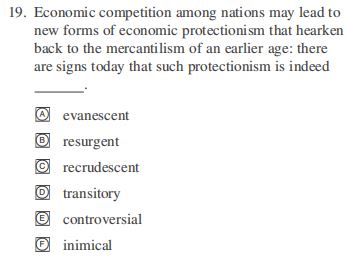 19. Economic competition among nations may lead to
new forms of economic protectionism that hearken
back to the mercantilism of an earlier age: there
are signs today that such protectionism is indeed
________.
A evanescent
B resurgent
C recrudescent
D transitory
E controversial
F inimical